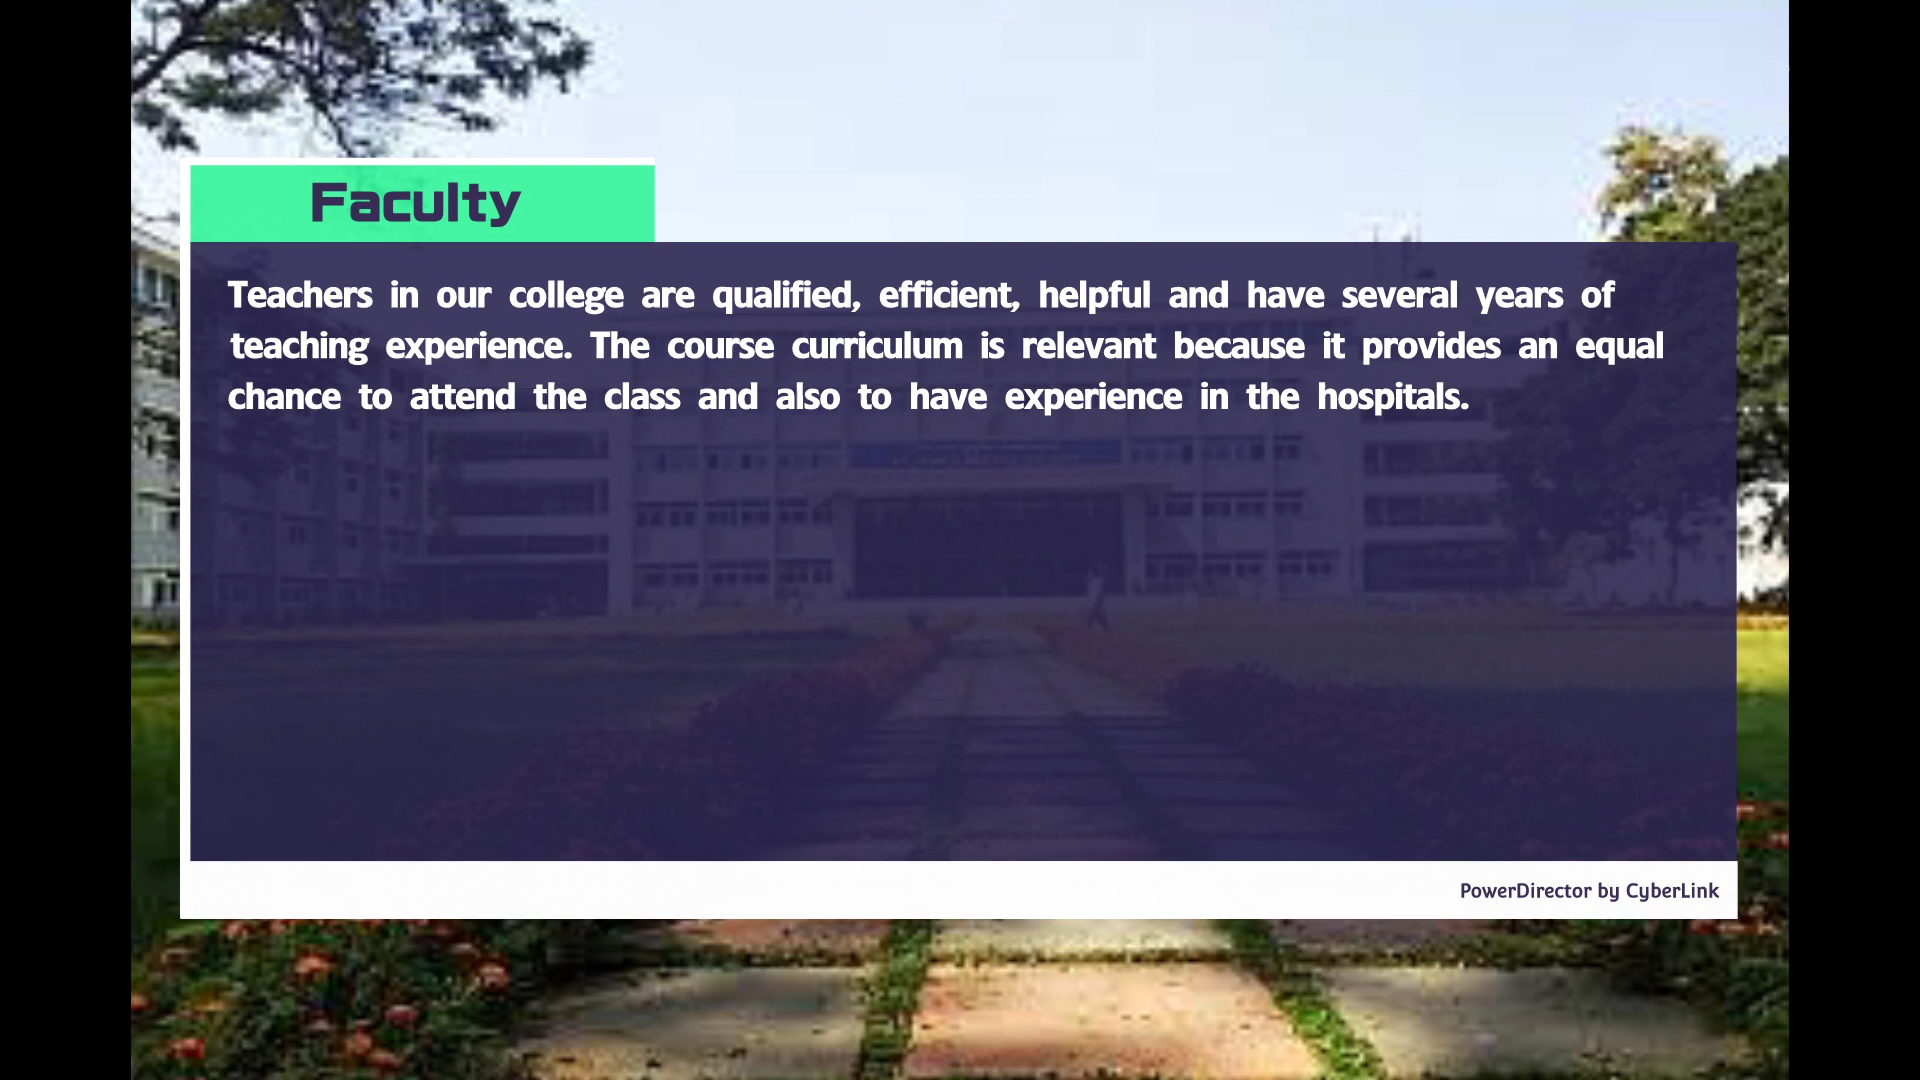 Faculty
Teachers in our college are qualified, efficient, helpful and have several years of
teaching experience. The course curriculum is relevant because it provides an equal
chance to attend the class and also to have experience in the hospitals.
PowerDirector by CyberLink